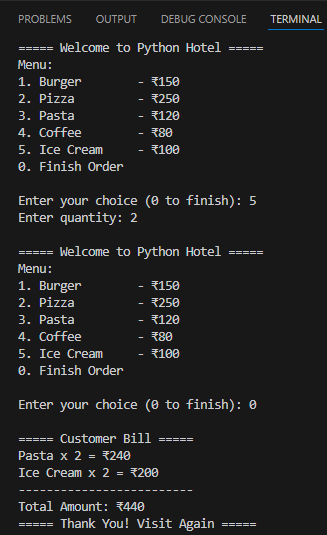 PROBLEMS OUTPUT DEBUG CONSOLE TERMINAL
===== Welcome to Python Hotel =====
Menu:
1. Burger - ₹150
2. Pizza - ₹250
3. Pasta - ₹120
4. Coffee - ₹80
5. Ice Cream - ₹100
0. Finish Order
Enter your choice (0 to finish): 5
Enter quantity: 2
===== Welcome to Python Hotel =====
Menu:
1. Burger - ₹150
2. Pizza - ₹250
3. Pasta - ₹120
4. Coffee - ₹80
5. Ice Cream - ₹100
0. Finish Order
Enter your choice (0 to finish): 0
===== Customer Bill =====
Pasta x 2 = ₹240
Ice Cream x 2 = ₹200
-------------------------
Total Amount: ₹440
===== Thank You! Visit Again =====